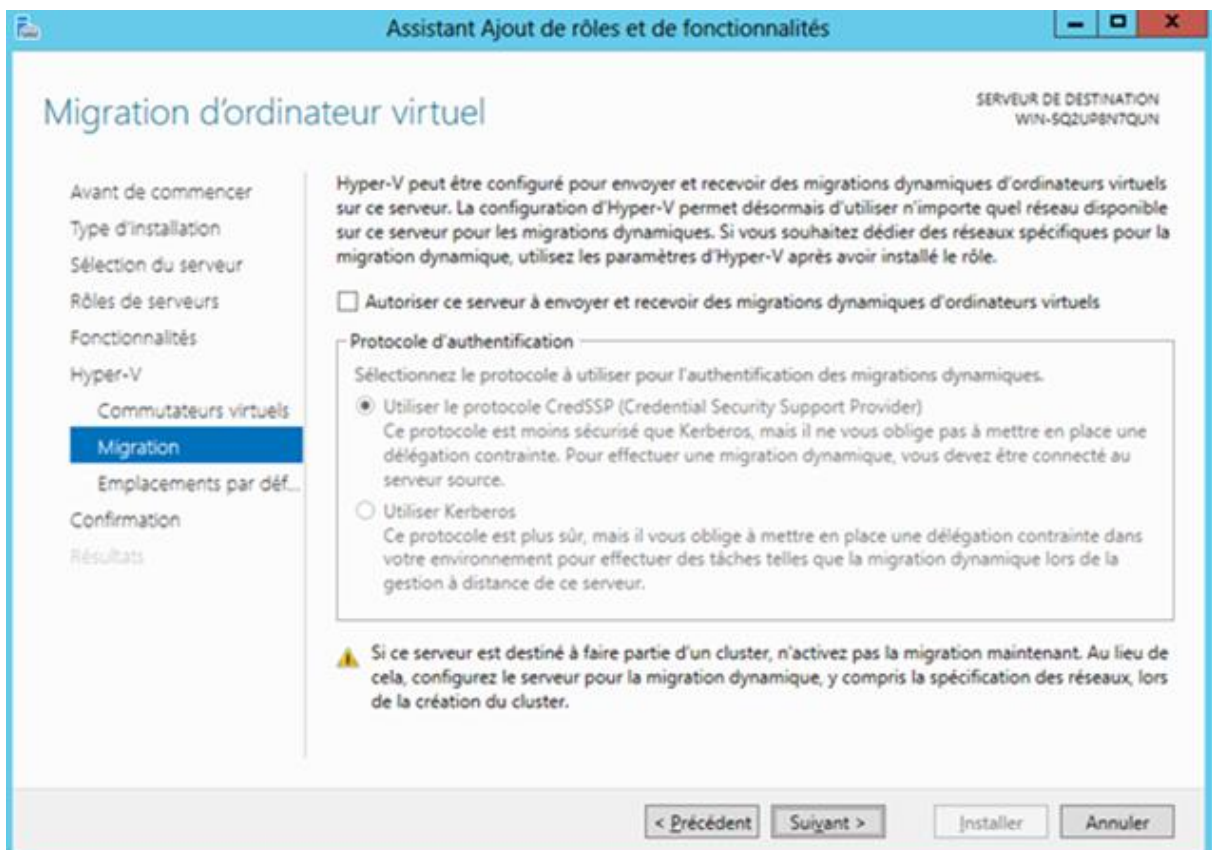 Assistant Ajout de rôles et de fonctionnalités
Migration d'ordinateur virtuel
SERVEUR DE DESTINATION
WIN-SQ2UP8N7QUN
Avant de commencer
Type d'installation
Sélection du serveur
Rôles de serveurs
Fonctionnalités
Hyper-V
Commutateurs virtuels
Migration
Emplacements par déf...
Confirmation
Résultats
Hyper-V peut être configuré pour envoyer et recevoir des migrations dynamiques d'ordinateurs virtuels
sur ce serveur. La configuration d'Hyper-V permet désormais d'utiliser n'importe quel réseau disponible
sur ce serveur pour les migrations dynamiques. Si vous souhaitez dédier des réseaux spécifiques pour la
migration dynamique, utilisez les paramètres d'Hyper-V après avoir installé le rôle.
Autoriser ce serveur à envoyer et recevoir des migrations dynamiques d'ordinateurs virtuels
Protocole d'authentification
Sélectionnez le protocole à utiliser pour l'authentification des migrations dynamiques.
Utiliser le protocole CredSSP (Credential Security Support Provider)
Ce protocole est moins sécurisé que Kerberos, mais il ne vous oblige pas à mettre en place une
délégation contrainte. Pour effectuer une migration dynamique, vous devez être connecté au
serveur source.
Utiliser Kerberos
Ce protocole est plus sûr, mais il vous oblige à mettre en place une délégation contrainte dans
votre environnement pour effectuer des tâches telles que la migration dynamique lors de la
gestion à distance de ce serveur.
Si ce serveur est destiné à faire partie d'un cluster, n'activez pas la migration maintenant. Au lieu de
cela, configurez le serveur pour la migration dynamique, y compris la spécification des réseaux, lors
de la création du cluster.
< Précédent
Suivant >
Installer
Annuler